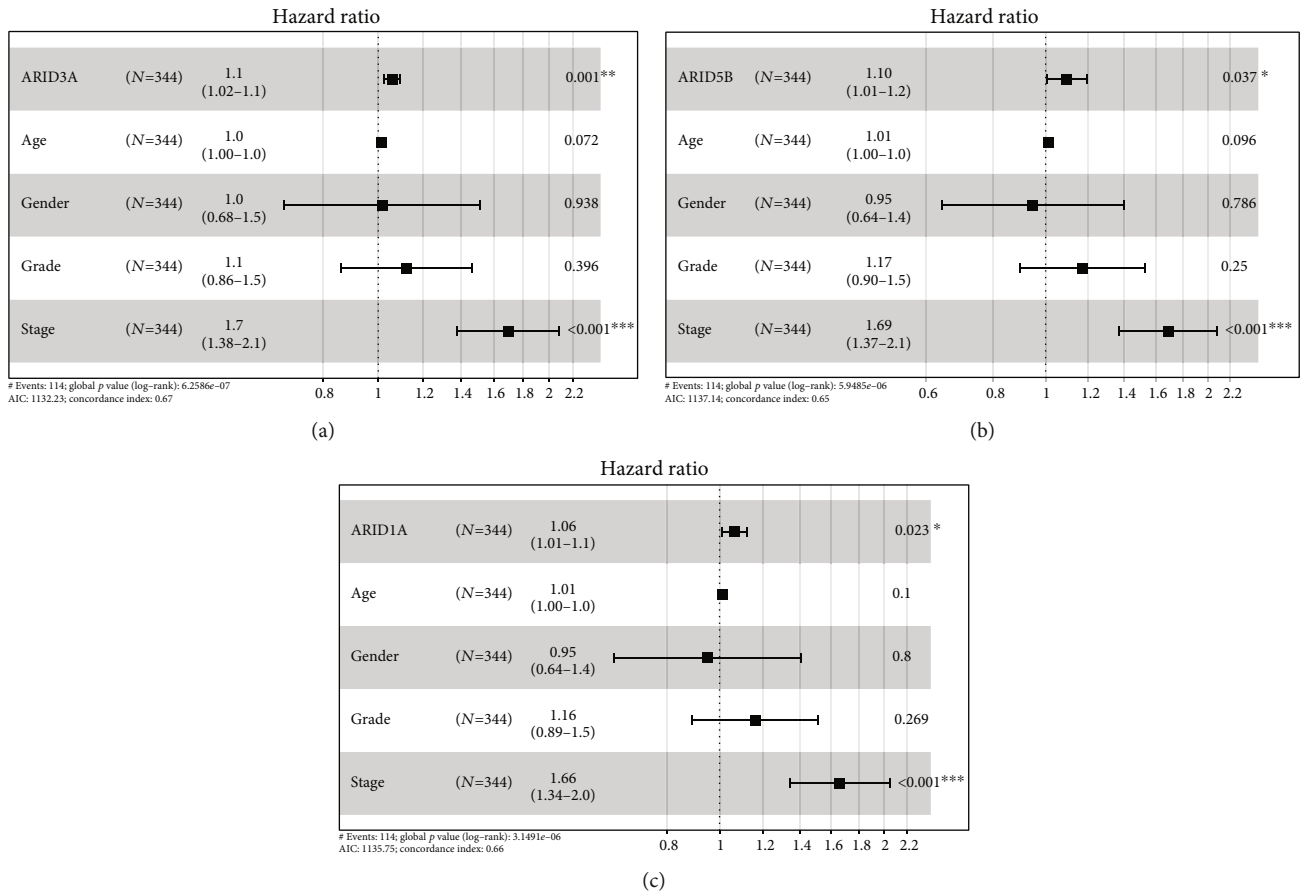 Hazard ratio
ARID3A (N=344) 1.1 0.001**
(1.02–1.1)
Age (N=344) 1.0 0.072
(1.00–1.0)
Gender (N=344) 1.0 0.938
(0.68–1.5)
Grade (N=344) 1.1 0.396
(0.86–1.5)
Stage (N=344) 1.7 <0.001***
(1.38–2.1)
# Events: 114; global p value (log–rank): 6.2586e–07
AIC: 1132.23; concordance index: 0.67
0.8 1 1.2 1.4 1.6 1.8 2 2.2
(a)
Hazard ratio
ARID5B (N=344) 1.10 0.037 *
(1.01–1.2)
Age (N=344) 1.01 0.096
(1.00–1.0)
Gender (N=344) 0.95 0.786
(0.64–1.4)
Grade (N=344) 1.17 0.25
(0.90–1.5)
Stage (N=344) 1.69 <0.001***
(1.37–2.1)
# Events: 114; global p value (log–rank): 5.9485e–06
AIC: 1137.14; concordance index: 0.65
0.6 0.8 1 1.2 1.4 1.6 1.8 2 2.2
(b)
Hazard ratio
ARID1A (N=344) 1.06 0.023 *
(1.01–1.1)
Age (N=344) 1.01 0.1
(1.00–1.0)
Gender (N=344) 0.95 0.8
(0.64–1.4)
Grade (N=344) 1.16 0.269
(0.89–1.5)
Stage (N=344) 1.66 <0.001***
(1.34–2.0)
# Events: 114; global p value (log–rank): 3.1491e–06
AIC: 1135.75; concordance index: 0.66
0.8 1 1.2 1.4 1.6 1.8 2 2.2
(c)